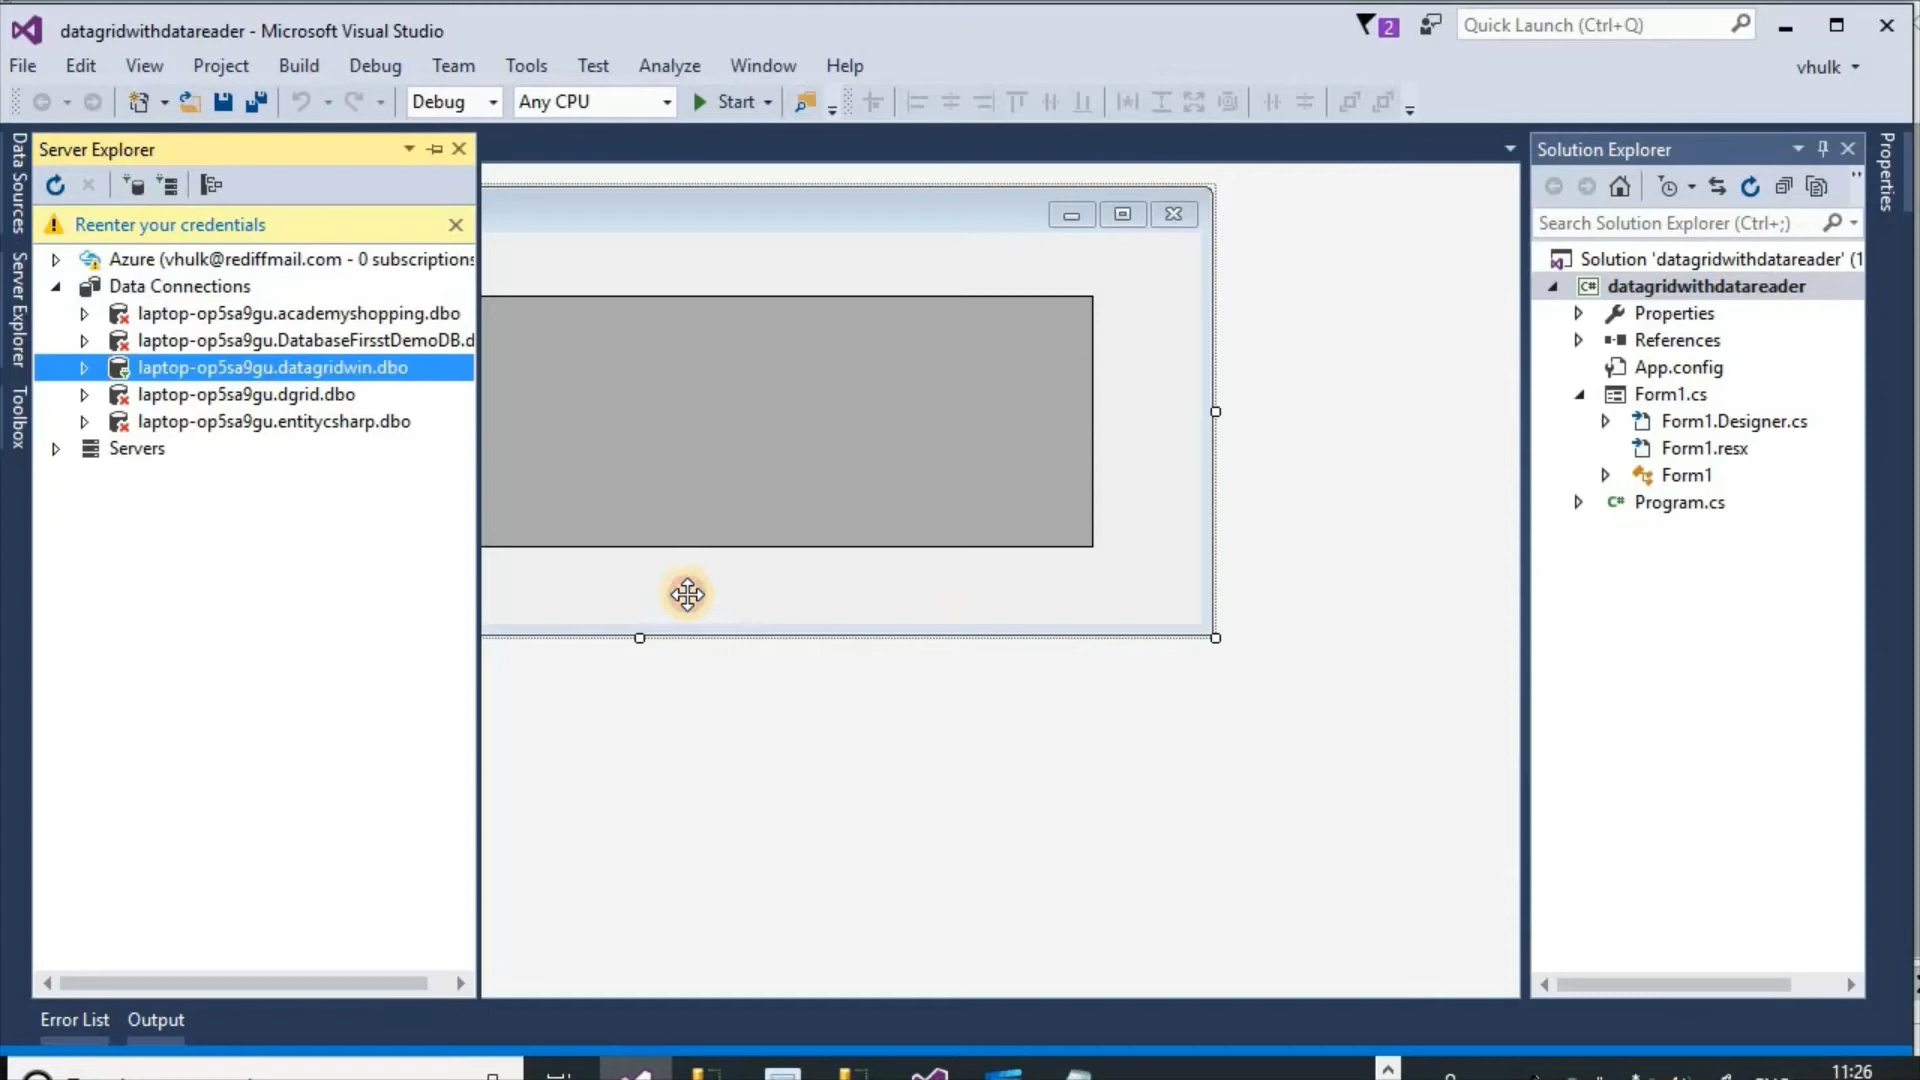 datagridwithdatareader - Microsoft Visual Studio
2
Quick Launch (Ctrl+Q)
File Edit View Project Build Debug Team Tools Test Analyze Window Help
vhulk
Debug Any CPU Start
Data Sources
Server Explorer
Toolbox
Server Explorer
Reenter your credentials
Azure (vhulk@rediffmail.com - 0 subscriptions
Data Connections
laptop-op5sa9gu.academyshopping.dbo
laptop-op5sa9gu.DatabaseFirsstDemoDB.d
laptop-op5sa9gu.datagridwin.dbo
laptop-op5sa9gu.dgrid.dbo
laptop-op5sa9gu.entitycsharp.dbo
Servers
Solution Explorer
Search Solution Explorer (Ctrl+;)
Solution 'datagridwithdatareader' (1
C# datagridwithdatareader
Properties
References
App.config
Form1.cs
Form1.Designer.cs
Form1.resx
Form1
C# Program.cs
Properties
Error List Output
11:26